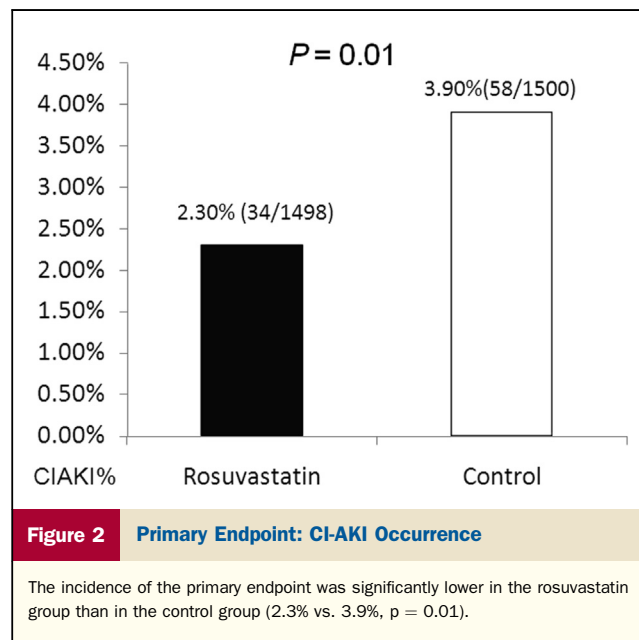 P = 0.01
4.50%
4.00%
3.50%
3.00%
2.50%
2.00%
1.50%
1.00%
0.50%
0.00%
3.90%(58/1500)
2.30% (34/1498)
CIAKI% Rosuvastatin Control
Figure 2 Primary Endpoint: CI-AKI Occurrence
The incidence of the primary endpoint was significantly lower in the rosuvastatin
group than in the control group (2.3% vs. 3.9%, p = 0.01).